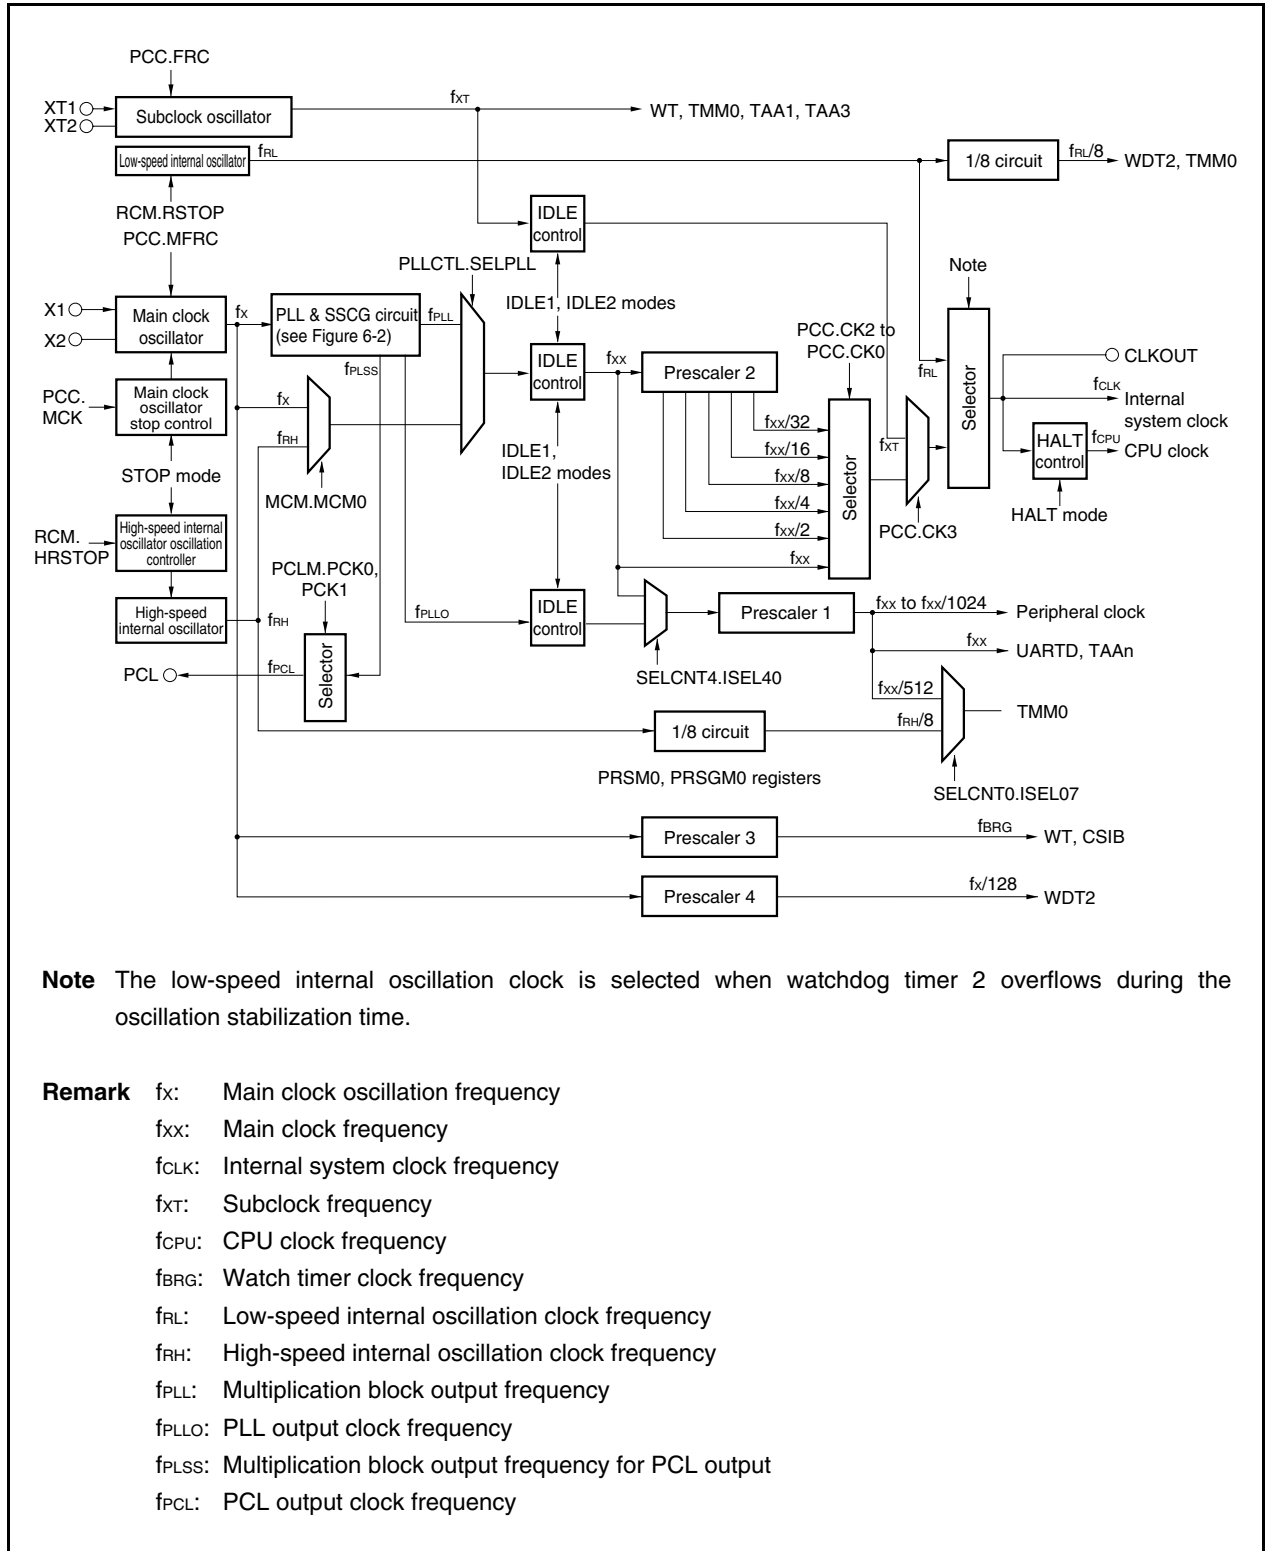 PCC.FRC
XT1
XT2
Subclock oscillator
fXT
WT, TMM0, TAA1, TAA3
Low-speed internal oscillator
fRL
1/8 circuit
fRL/8
WDT2, TMM0
RCM.RSTOP
PCC.MFRC
IDLE
control
PLLCTL.SELPLL
Note
IDLE1, IDLE2 modes
X1
X2
Main clock
oscillator
fX
PLL & SSCG circuit
(see Figure 6-2)
fPLL
fPLSS
IDLE
control
fXX
Prescaler 2
PCC.CK2 to
PCC.CK0
fRL
Selector
CLKOUT
fCLK
Internal
system clock
HALT
control
fCPU
CPU clock
HALT mode
PCC.
MCK
Main clock
oscillator
stop control
fX
fRH
MCM.MCM0
STOP mode
IDLE1,
IDLE2 modes
fXX/32
fXX/16
fXX/8
fXX/4
fXX/2
fXX
Selector
fXT
PCC.CK3
RCM.
HRSTOP
High-speed internal
oscillator oscillation
controller
High-speed
internal oscillator
fRH
PCLM.PCK0,
PCK1
fPLLO
IDLE
control
Prescaler 1
fXX to fXX/1024
Peripheral clock
fXX
UARTD, TAAn
PCL
fPCL
Selector
SELCNT4.ISEL40
fXX/512
fRH/8
TMM0
1/8 circuit
PRSM0, PRSGM0 registers
SELCNT0.ISEL07
Prescaler 3
fBRG
WT, CSIB
Prescaler 4
fX/128
WDT2
Note The low-speed internal oscillation clock is selected when watchdog timer 2 overflows during the
oscillation stabilization time.
Remark fX: Main clock oscillation frequency
fXX: Main clock frequency
fCLK: Internal system clock frequency
fXT: Subclock frequency
fCPU: CPU clock frequency
fBRG: Watch timer clock frequency
fRL: Low-speed internal oscillation clock frequency
fRH: High-speed internal oscillation clock frequency
fPLL: Multiplication block output frequency
fPLLO: PLL output clock frequency
fPLSS: Multiplication block output frequency for PCL output
fPCL: PCL output clock frequency